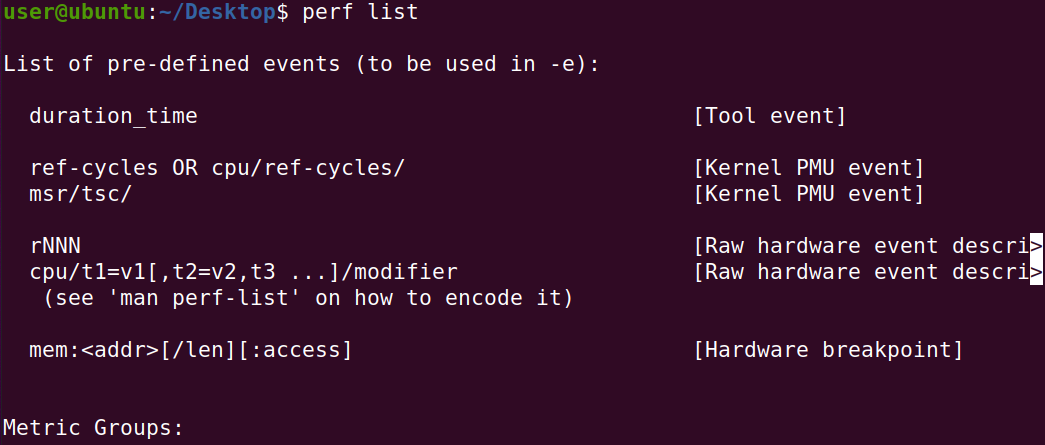 user@ubuntu:~/Desktop$ perf list
List of pre-defined events (to be used in -e):
duration_time [Tool event]
ref-cycles OR cpu/ref-cycles/ [Kernel PMU event]
msr/tsc/ [Kernel PMU event]
rNNN [Raw hardware event descri>
cpu/t1=v1[,t2=v2,t3 ...]/modifier [Raw hardware event descri>
(see 'man perf-list' on how to encode it)
mem:<addr>[/len][:access] [Hardware breakpoint]
Metric Groups: